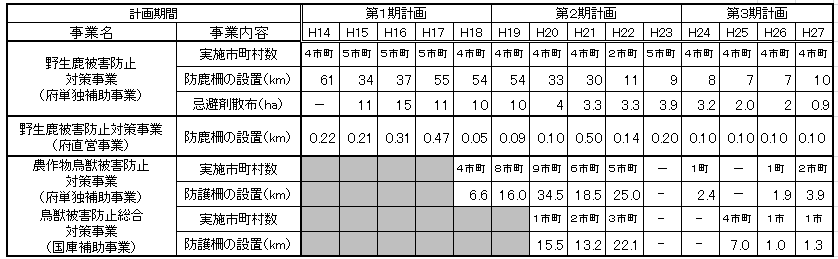 計画期間 第1期計画 第2期計画 第3期計画
事業名 事業内容 H14 H15 H16 H17 H18 H19 H20 H21 H22 H23 H24 H25 H26 H27
野生鹿被害防止
対策事業
(府単独補助事業)
実施市町村数 4市町 5市町 5市町 5市町 4市町 4市町 4市町 4市町 2市町 5市町 4市町 4市町 4市町 4市町
防鹿柵の設置(km) 61 34 37 55 54 54 33 30 11 9 8 7 7 10
忌避剤散布(ha) － 11 15 11 10 10 4 3.3 3.3 3.9 3.2 2.0 2 0.9
野生鹿被害防止対策事業
(府直営事業)
防鹿柵の設置(km) 0.22 0.21 0.31 0.47 0.05 0.09 0.10 0.50 0.14 0.20 0.10 0.10 0.10 0.10
農作物鳥獣被害防止
対策事業
(府単独補助事業)
実施市町村数 4市町 8市町 9市町 6市町 5市町 － 1町 － 1町 2市町
防護柵の設置(km) 6.6 16.0 34.5 18.5 25.0 － 2.4 － 1.9 3.9
鳥獣被害防止総合
対策事業
(国庫補助事業)
実施市町村数 1市町 2市町 3市町 － － 4市町 1市 1市
防護柵の設置(km) 15.5 13.2 22.1 － － 7.0 1.0 1.3